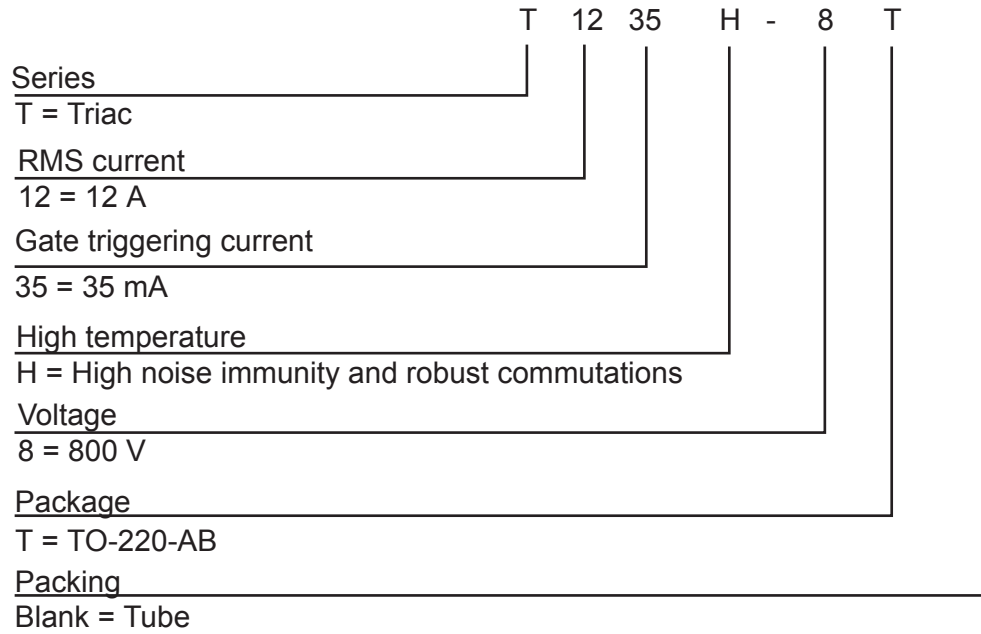 T 12 35 H - 8 T
Series
T = Triac
RMS current
12 = 12 A
Gate triggering current
35 = 35 mA
High temperature
H = High noise immunity and robust commutations
Voltage
8 = 800 V
Package
T = TO-220-AB
Packing
Blank = Tube